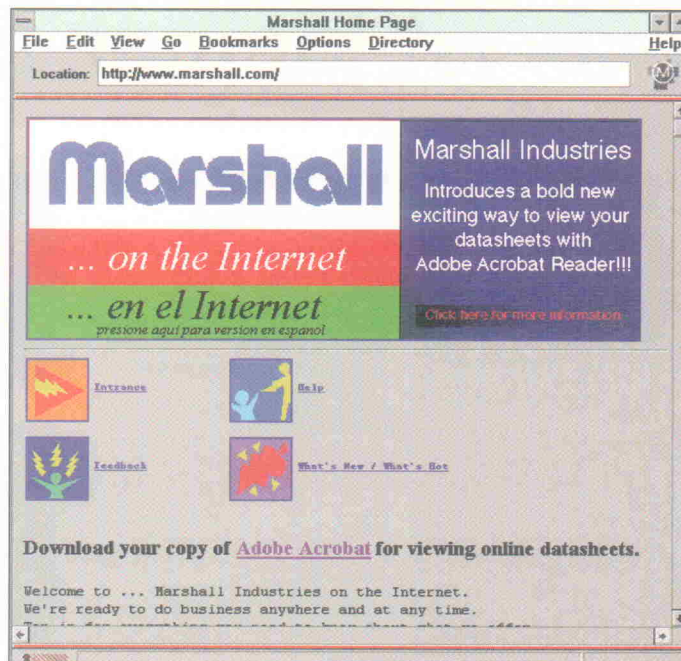 Marshall Home Page
File Edit View Go Bookmarks Options Directory Help
Location: http://www.marshall.com/
Marshall
... on the Internet
... en el Internet
presione aqui para version en espanol
Marshall Industries
Introduces a bold new
exciting way to view your
datasheets with
Adobe Acrobat Reader!!!
Click here for more information
Entrance
Help
Feedback
What's New / What's Hot
Download your copy of Adobe Acrobat for viewing online datasheets.
Welcome to ... Marshall Industries on the Internet.
We're ready to do business anywhere and at any time.